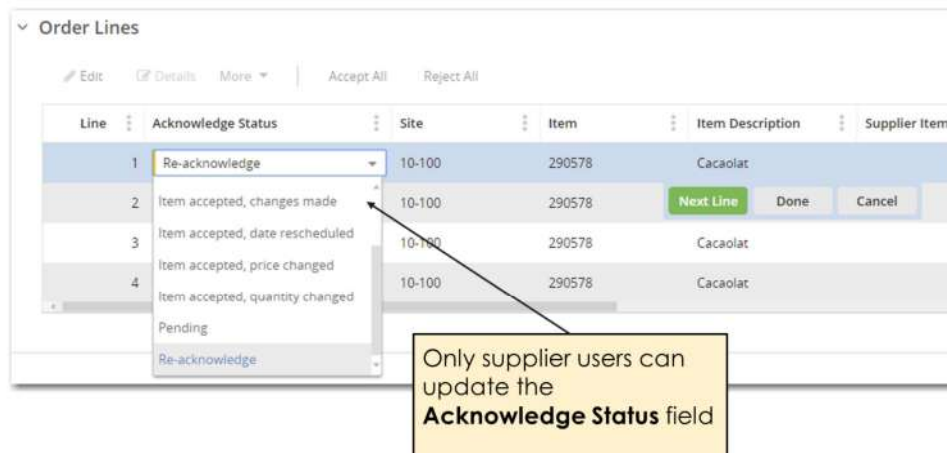 Order Lines
Edit Details More Accept All Reject All
Line Acknowledge Status Site Item Item Description Supplier Item
1 Re-acknowledge 10-100 290578 Cacaolat
2 Item accepted, changes made 10-100 290578 Next Line Done Cancel
Item accepted, date rescheduled
3 10-100 290578 Cacaolat
Item accepted, price changed
4 10-100 290578 Cacaolat
Item accepted, quantity changed
Pending
Re-acknowledge
Only supplier users can
update the
Acknowledge Status field